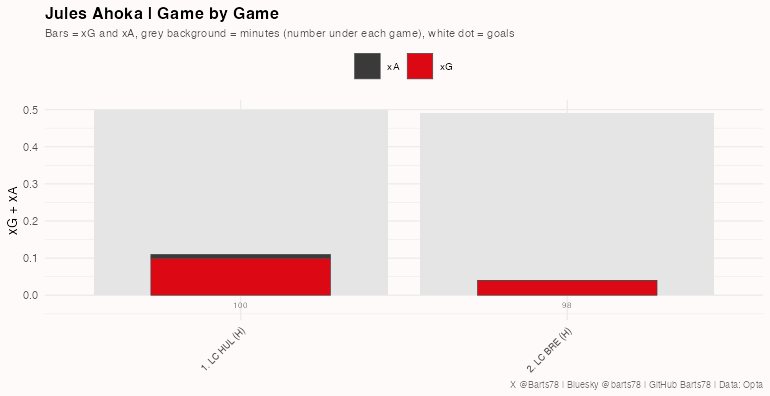 Jules Ahoka | Game by Game
Bars = xG and xA, grey background = minutes (number under each game), white dot = goals
xA xG
xG + xA
0.5
0.4
0.3
0.2
0.1
0.0
100 98
1. LC HUL (H) 2. LC BRE (H)
X @Barts78 | Bluesky @barts78 | GitHub Barts78 | Data: Opta